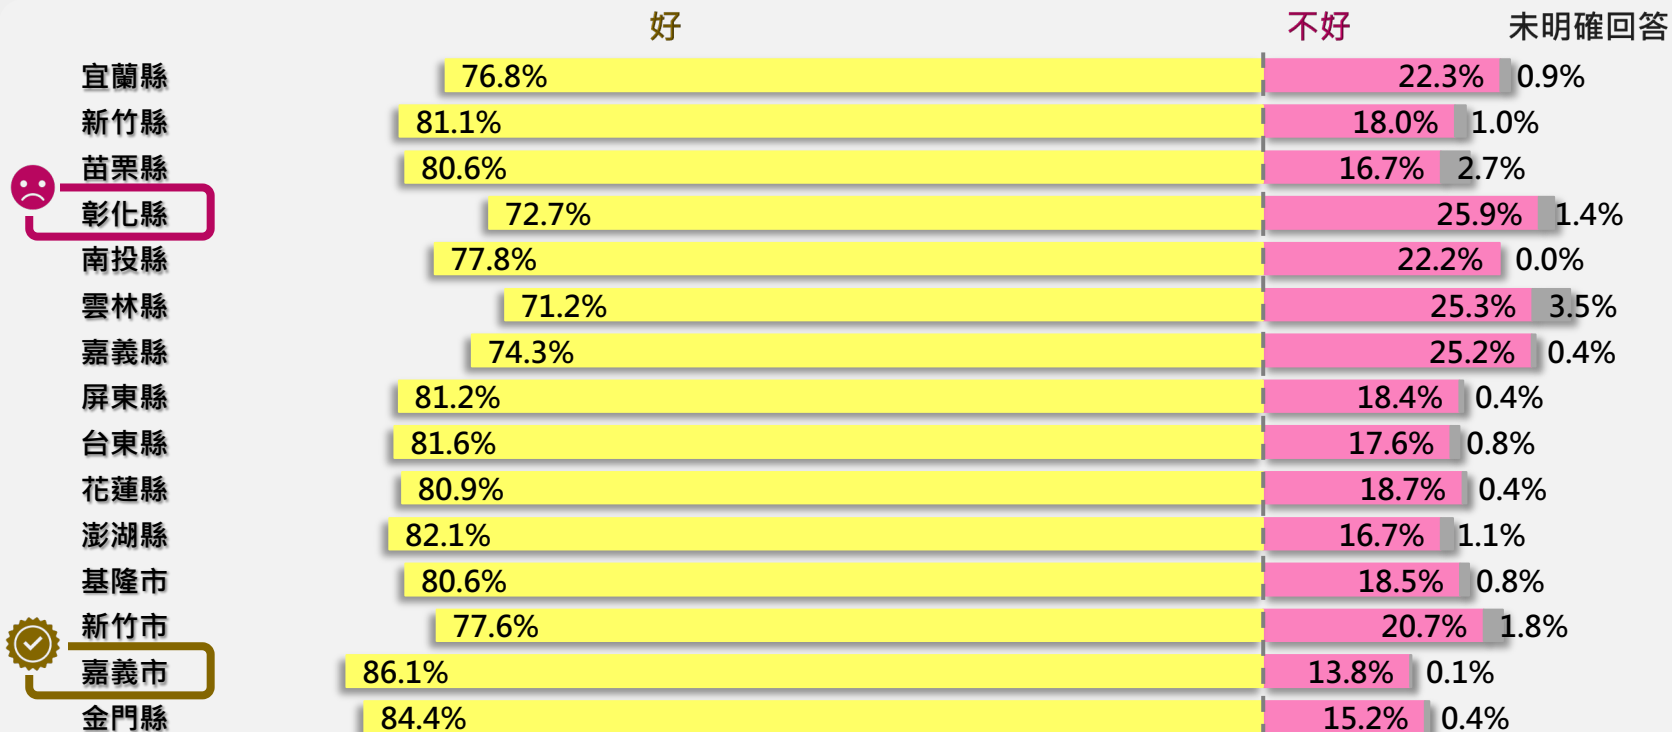 好 不好 未明確回答
宜蘭縣 76.8% 22.3% 0.9%
新竹縣 81.1% 18.0% 1.0%
苗栗縣 80.6% 16.7% 2.7%
彰化縣 72.7% 25.9% 1.4%
南投縣 77.8% 22.2% 0.0%
雲林縣 71.2% 25.3% 3.5%
嘉義縣 74.3% 25.2% 0.4%
屏東縣 81.2% 18.4% 0.4%
台東縣 81.6% 17.6% 0.8%
花蓮縣 80.9% 18.7% 0.4%
澎湖縣 82.1% 16.7% 1.1%
基隆市 80.6% 18.5% 0.8%
新竹市 77.6% 20.7% 1.8%
嘉義市 86.1% 13.8% 0.1%
金門縣 84.4% 15.2% 0.4%